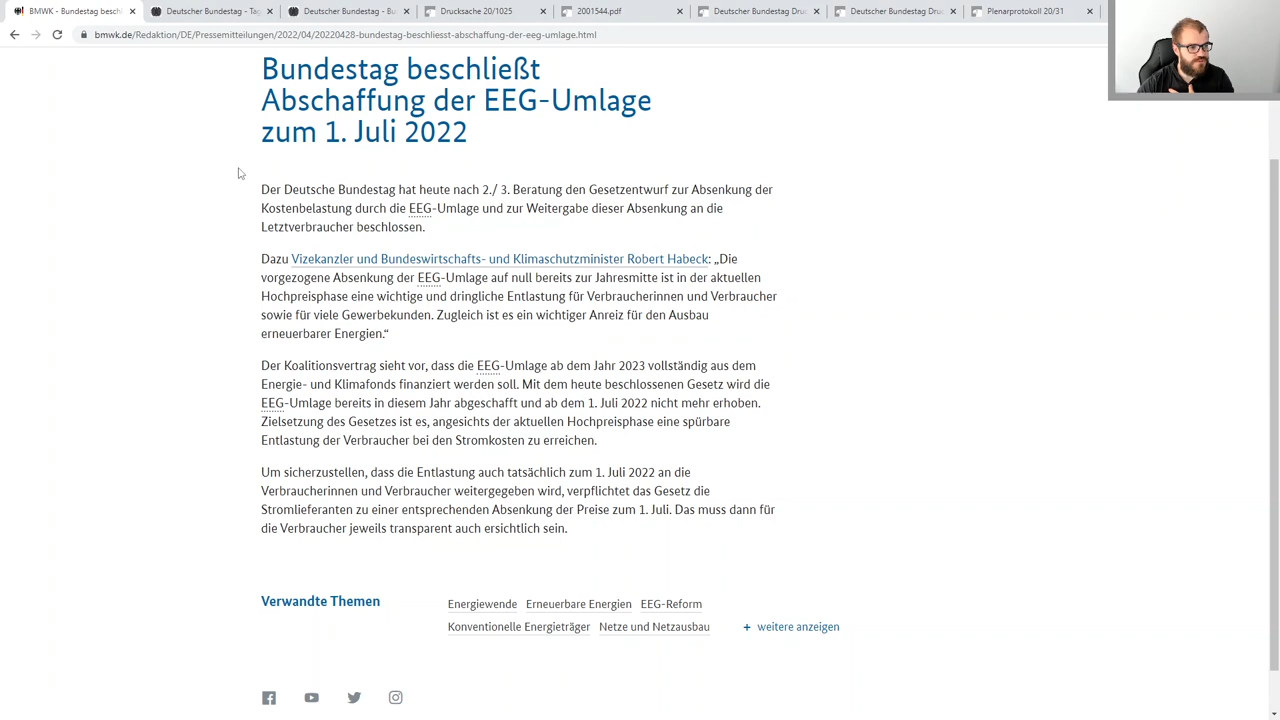 BMWK - Bundestag besch
Deutscher Bundestag - Tag
Deutscher Bundestag - Bu
Drucksache 20/1025
2001544.pdf
Deutscher Bundestag Dru
Deutscher Bundestag Dru
Plenarprotokoll 20/31
bmwk.de/Redaktion/DE/Pressemitteilungen/2022/04/20220428-bundestag-beschliesst-abschaffung-der-eeg-umlage.html
Bundestag beschließt
Abschaffung der EEG-Umlage
zum 1. Juli 2022
Der Deutsche Bundestag hat heute nach 2./ 3. Beratung den Gesetzentwurf zur Absenkung der
Kostenbelastung durch die EEG-Umlage und zur Weitergabe dieser Absenkung an die
Letztverbraucher beschlossen.
Dazu Vizekanzler und Bundeswirtschafts- und Klimaschutzminister Robert Habeck: „Die
vorgezogene Absenkung der EEG-Umlage auf null bereits zur Jahresmitte ist in der aktuellen
Hochpreisphase eine wichtige und dringliche Entlastung für Verbraucherinnen und Verbraucher
sowie für viele Gewerbekunden. Zugleich ist es ein wichtiger Anreiz für den Ausbau
erneuerbarer Energien.“
Der Koalitionsvertrag sieht vor, dass die EEG-Umlage ab dem Jahr 2023 vollständig aus dem
Energie- und Klimafonds finanziert werden soll. Mit dem heute beschlossenen Gesetz wird die
EEG-Umlage bereits in diesem Jahr abgeschafft und ab dem 1. Juli 2022 nicht mehr erhoben.
Zielsetzung des Gesetzes ist es, angesichts der aktuellen Hochpreisphase eine spürbare
Entlastung der Verbraucher bei den Stromkosten zu erreichen.
Um sicherzustellen, dass die Entlastung auch tatsächlich zum 1. Juli 2022 an die
Verbraucherinnen und Verbraucher weitergegeben wird, verpflichtet das Gesetz die
Stromlieferanten zu einer entsprechenden Absenkung der Preise zum 1. Juli. Das muss dann für
die Verbraucher jeweils transparent auch ersichtlich sein.
Verwandte Themen
Energiewende Erneuerbare Energien EEG-Reform
Konventionelle Energieträger Netze und Netzausbau + weitere anzeigen